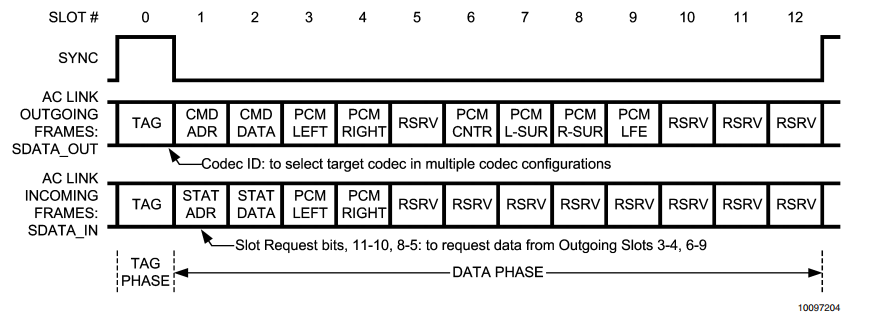 SLOT # 0 1 2 3 4 5 6 7 8 9 10 11 12
SYNC
AC LINK
OUTGOING
FRAMES:
SDATA_OUT
TAG
CMD
ADR
CMD
DATA
PCM
LEFT
PCM
RIGHT
RSRV
PCM
CNTR
PCM
L-SUR
PCM
R-SUR
PCM
LFE
RSRV
RSRV
RSRV
Codec ID: to select target codec in multiple codec configurations
AC LINK
INCOMING
FRAMES:
SDATA_IN
TAG
STAT
ADR
STAT
DATA
PCM
LEFT
PCM
RIGHT
RSRV
RSRV
RSRV
RSRV
RSRV
RSRV
RSRV
RSRV
Slot Request bits, 11-10, 8-5: to request data from Outgoing Slots 3-4, 6-9
TAG
PHASE
DATA PHASE
10097204